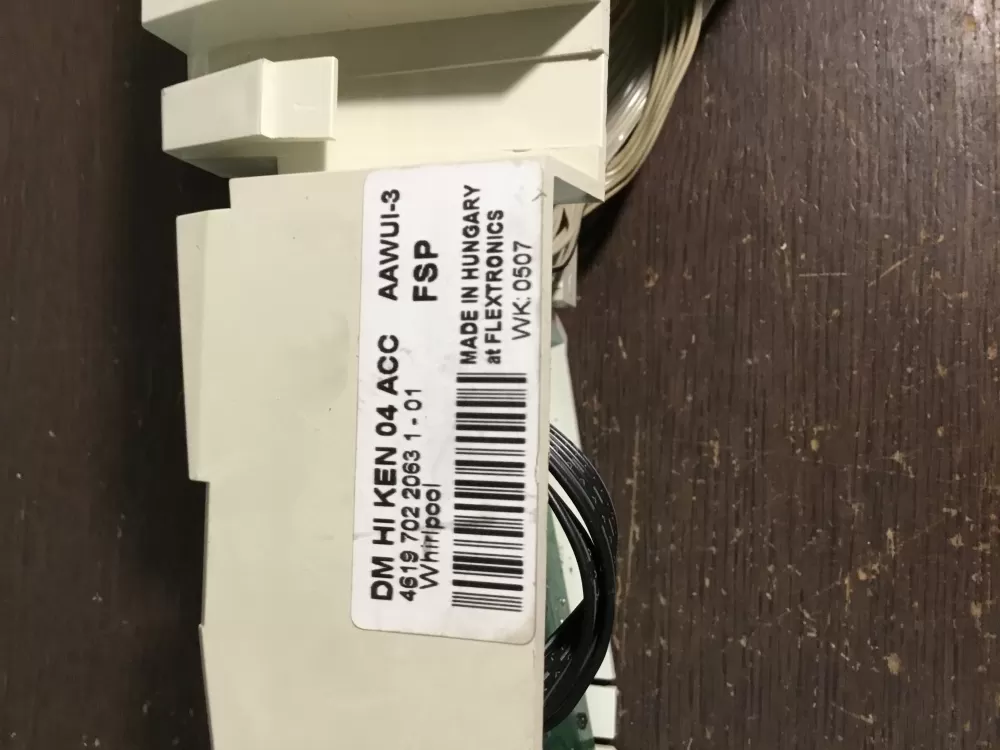 DM HI KEN 04 ACC AAWUI-3
4619 702 2063 1 - 01 FSP
Whirlpool
MADE IN HUNGARY
at FLEXTRONICS
WK: 0507